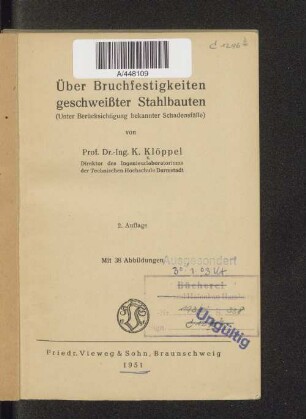 A/448109
Über Bruchfestigkeiten
geschweißter Stahlbauten
(Unter Berücksichtigung bekannter Schadensfälle)
von
Prof. Dr.-Ing. K. Klöppel
Direktor des Ingenieurlaboratoriums
der Technischen Hochschule Darmstadt
2. Auflage
Mit 38 Abbildungen
Ausgesondert
Bücherei
Ungültig
Friedr. Vieweg & Sohn, Braunschweig
1951